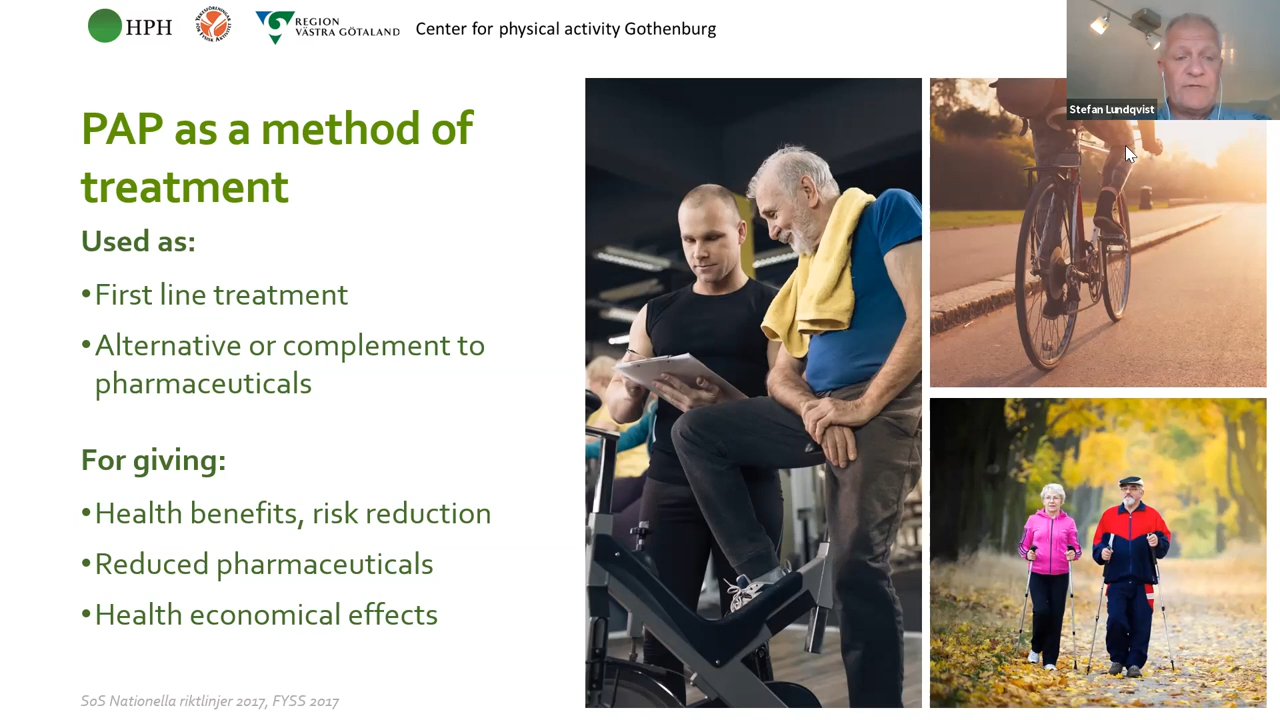 HPH
REGION
VÄSTRA GÖTALAND
Center for physical activity Gothenburg
Stefan Lundqvist
PAP as a method of
treatment
Used as:
•First line treatment
•Alternative or complement to
pharmaceuticals
For giving:
•Health benefits, risk reduction
•Reduced pharmaceuticals
•Health economical effects
SoS Nationella riktlinjer 2017, FYSS 2017